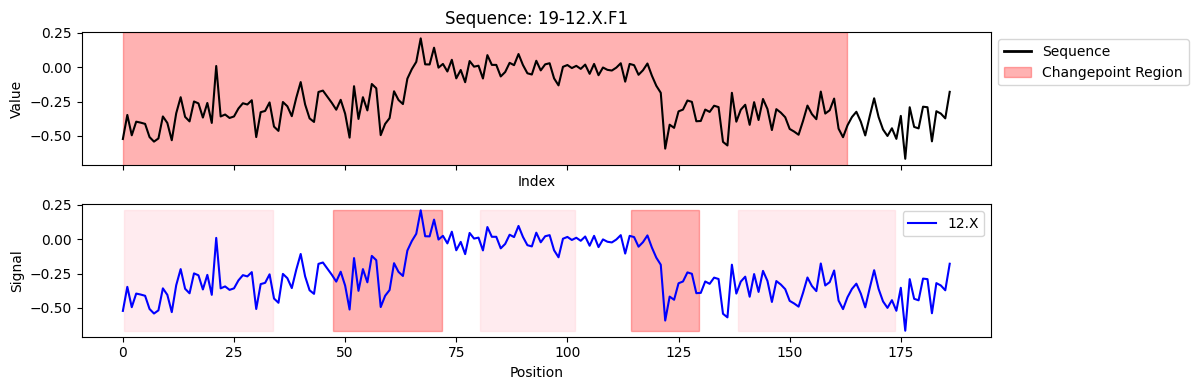 Sequence: 19-12.X.F1
0.25
0.00
−0.25
−0.50
Value
Index
Sequence
Changepoint Region
0.25
0.00
−0.25
−0.50
Signal
12.X
0 25 50 75 100 125 150 175
Position